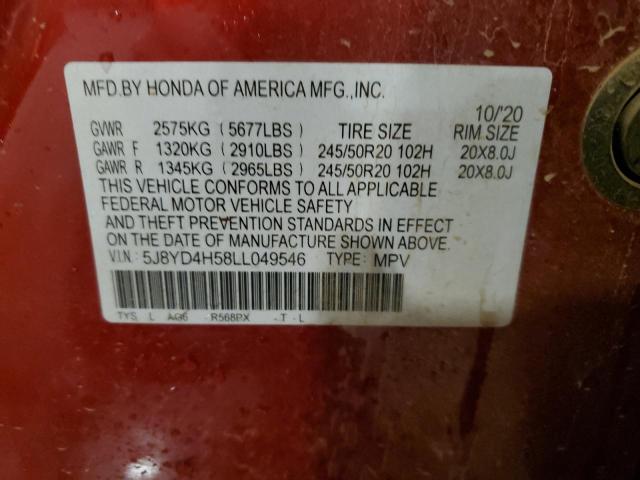 MFD.BY HONDA OF AMERICA MFG.,INC.
10/'20
GVWR 2575KG (5677LBS) TIRE SIZE RIM SIZE
GAWR F 1320KG (2910LBS) 245/50R20 102H 20X8.0J
GAWR R 1345KG (2965LBS) 245/50R20 102H 20X8.0J
THIS VEHICLE CONFORMS TO ALL APPLICABLE
FEDERAL MOTOR VEHICLE SAFETY
AND THEFT PREVENTION STANDARDS IN EFFECT
ON THE DATE OF MANUFACTURE SHOWN ABOVE.
V.I.N.: 5J8YD4H58LL049546 TYPE: MPV
TYS L AG6 -R568PX -T-L